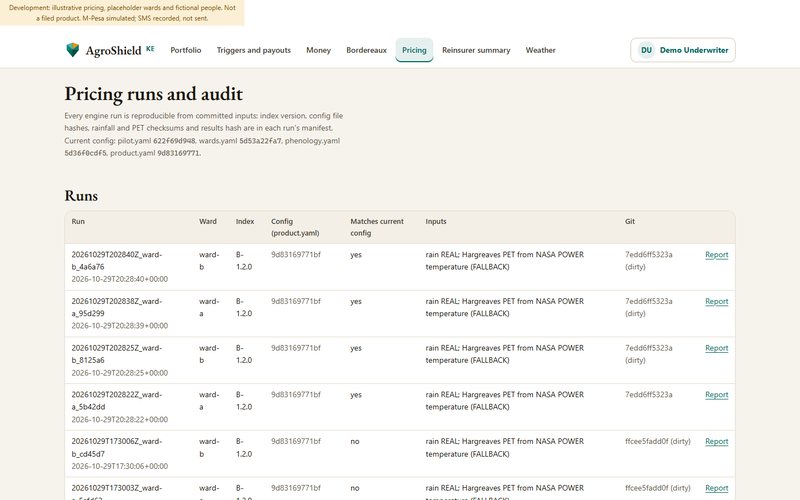 Development: illustrative pricing, placeholder wards and fictional people. Not
a filed product. M-Pesa simulated; SMS recorded, not sent.
AgroShield KE
Portfolio
Triggers and payouts
Money
Bordereaux
Pricing
Reinsurer summary
Weather
DU Demo Underwriter
Pricing runs and audit
Every engine run is reproducible from committed inputs: index version, config file
hashes, rainfall and PET checksums and results hash are in each run's manifest.
Current config: pilot.yaml 622f69d948, wards.yaml 5d53a22fa7, phenology.yaml
5d36f0cdf5, product.yaml 9d83169771.
Runs
Run Ward Index Config Matches current Inputs Git
(product.yaml) config
20261029T202840Z_ward- ward- B- 9d83169771bf yes rain REAL; Hargreaves PET from NASA POWER 7edd6ff5323a Report
b_4a6a76 b 1.2.0 temperature (FALLBACK) (dirty)
2026-10-29T20:28:40+00:00
20261029T202838Z_ward- ward- B- 9d83169771bf yes rain REAL; Hargreaves PET from NASA POWER 7edd6ff5323a Report
a_95d299 a 1.2.0 temperature (FALLBACK) (dirty)
2026-10-29T20:28:39+00:00
20261029T202825Z_ward- ward- B- 9d83169771bf yes rain REAL; Hargreaves PET from NASA POWER 7edd6ff5323a Report
b_8125a6 b 1.2.0 temperature (FALLBACK) (dirty)
2026-10-29T20:28:25+00:00
20261029T202822Z_ward- ward- B- 9d83169771bf yes rain REAL; Hargreaves PET from NASA POWER 7edd6ff5323a Report
a_5b42dd a 1.2.0 temperature (FALLBACK)
2026-10-29T20:28:22+00:00
20261029T173006Z_ward- ward- B- 9d83169771bf no rain REAL; Hargreaves PET from NASA POWER ffcee5fadd0f (dirty) Report
b_cd45d7 b 1.2.0 temperature (FALLBACK)
2026-10-29T17:30:06+00:00
20261029T173003Z_ward- ward- B- 9d83169771bf no rain REAL; Hargreaves PET from NASA POWER ffcee5fadd0f (dirty) Report